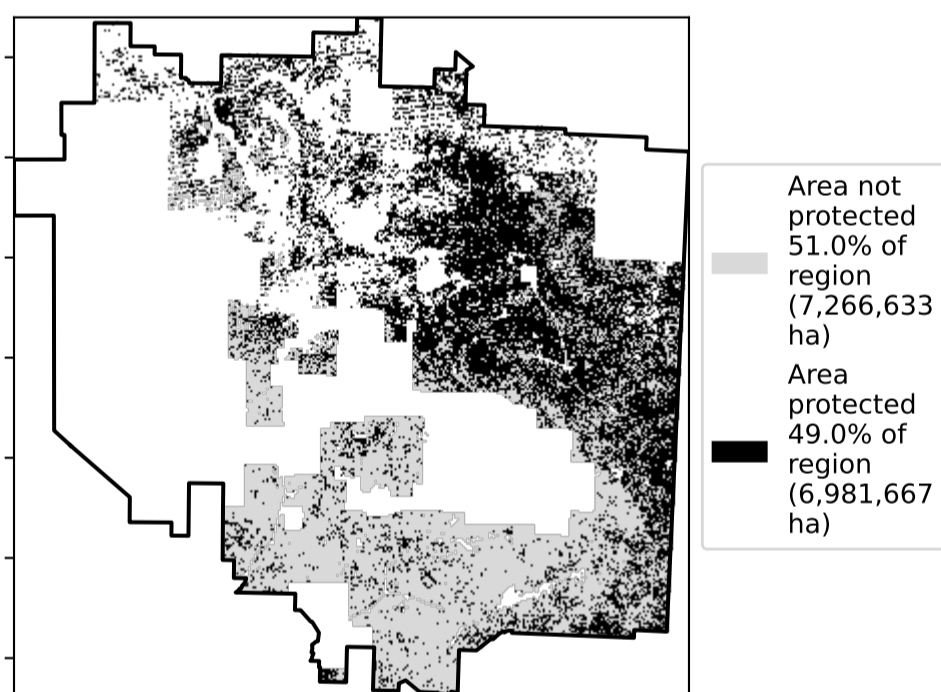 Area not
protected
51.0% of
region
(7,266,633
ha)
Area
protected
49.0% of
region
(6,981,667
ha)